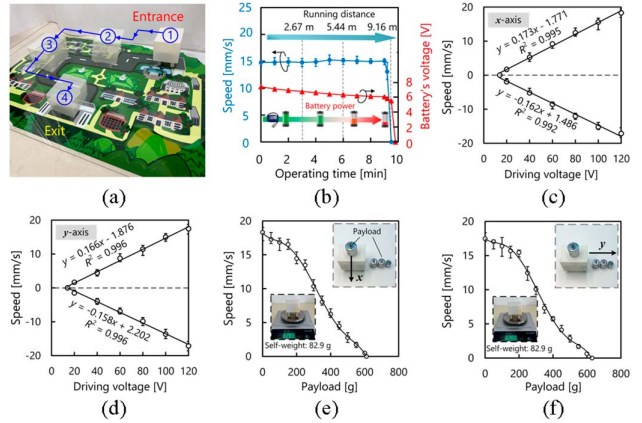 Entrance
1
2
3
4
Exit
(a)
Running distance
2.67 m 5.44 m 9.16 m
Battery power
Speed [mm/s]
25
20
15
10
5
0
Battery's voltage [V]
8
6
4
2
0
0 2 4 6 8 10
Operating time [min]
(b)
x-axis
y = 0.173x - 1.771
R² = 0.995
y = -0.162x + 1.486
R² = 0.992
Speed [mm/s]
20
10
0
-10
-20
0 20 40 60 80 100 120
Driving voltage [V]
(c)
y-axis
y = 0.166x - 1.876
R² = 0.996
y = -0.158x + 2.202
R² = 0.996
Speed [mm/s]
20
10
0
-10
-20
0 20 40 60 80 100 120
Driving voltage [V]
(d)
Payload
x
Self-weight: 82.9 g
Speed [mm/s]
20
15
10
5
0
0 200 400 600 800
Payload [g]
(e)
y
Self-weight: 82.9 g
Speed [mm/s]
20
15
10
5
0
0 200 400 600 800
Payload [g]
(f)